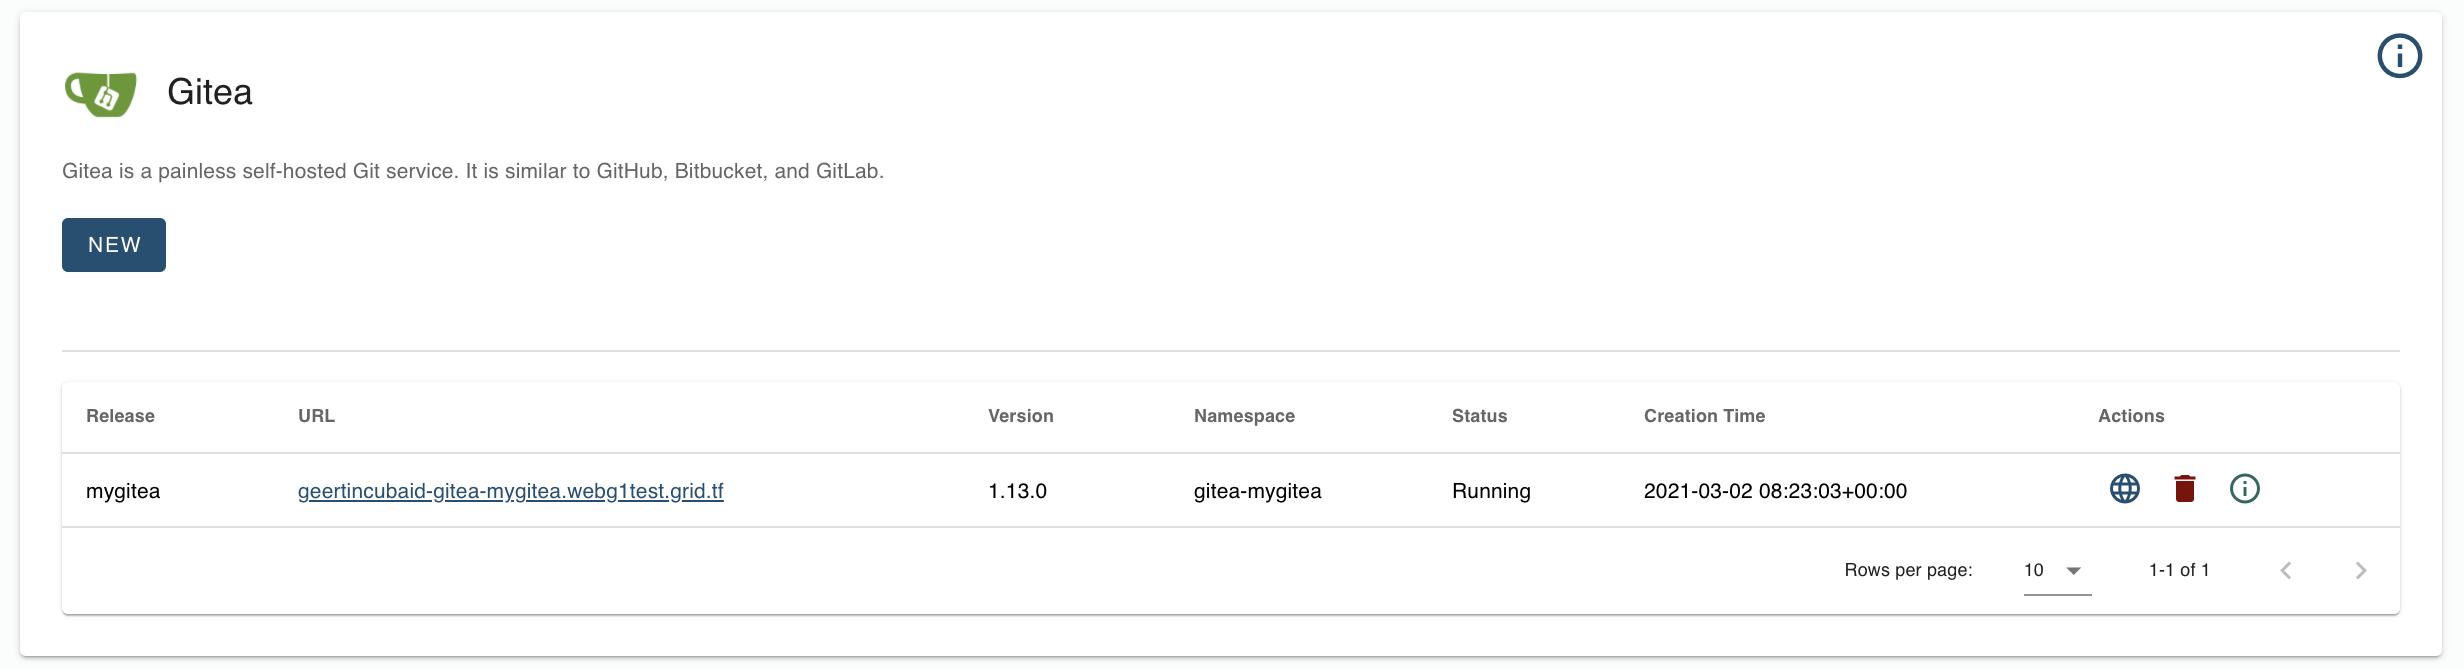 Gitea
Gitea is a painless self-hosted Git service. It is similar to GitHub, Bitbucket, and GitLab.
NEW
Release URL Version Namespace Status Creation Time Actions
mygitea geertincubaid-gitea-mygitea.webg1test.grid.tf 1.13.0 gitea-mygitea Running 2021-03-02 08:23:03+00:00
Rows per page: 10 1-1 of 1